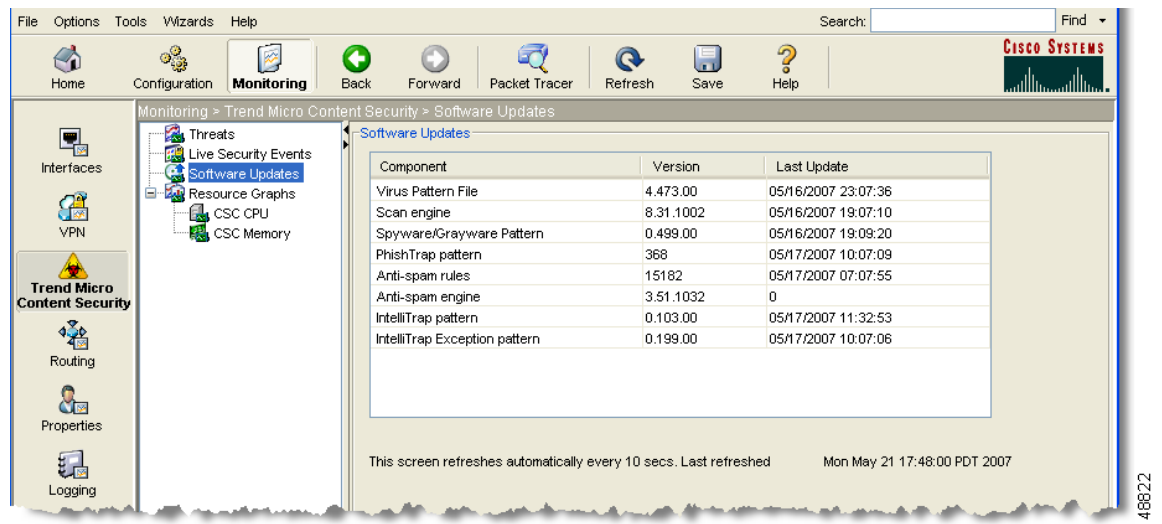 File Options Tools Wizards Help Search: Find
Home Configuration Monitoring Back Forward Packet Tracer Refresh Save Help
CISCO SYSTEMS
Monitoring > Trend Micro Content Security > Software Updates
Interfaces
VPN
Trend Micro
Content Security
Routing
Properties
Logging
Threats
Live Security Events
Software Updates
Resource Graphs
CSC CPU
CSC Memory
Software Updates
Component Version Last Update
Virus Pattern File 4.473.00 05/16/2007 23:07:36
Scan engine 8.31.1002 05/16/2007 19:07:10
Spyware/Grayware Pattern 0.499.00 05/16/2007 19:09:20
PhishTrap pattern 368 05/17/2007 10:07:09
Anti-spam rules 15182 05/17/2007 07:07:55
Anti-spam engine 3.51.1032 0
IntelliTrap pattern 0.103.00 05/17/2007 11:32:53
IntelliTrap Exception pattern 0.199.00 05/17/2007 10:07:06
This screen refreshes automatically every 10 secs. Last refreshed Mon May 21 17:48:00 PDT 2007
48822